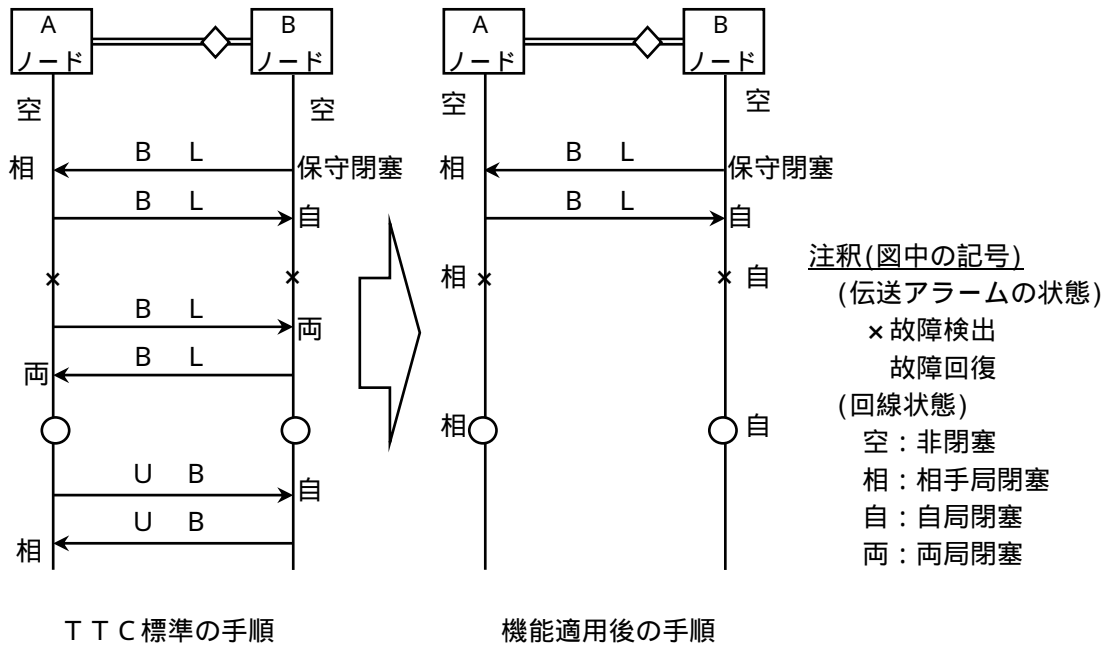 A
ノード
B
ノード
空
空
相
B L
保守閉塞
B L
自
×
×
B L
両
B L
両
U B
自
U B
相
TTC標準の手順
A
ノード
B
ノード
空
空
相
B L
保守閉塞
B L
自
相
×
×
自
相
自
機能適用後の手順
注釈(図中の記号)
(伝送アラームの状態)
×故障検出
故障回復
(回線状態)
空：非閉塞
相：相手局閉塞
自：自局閉塞
両：両局閉塞